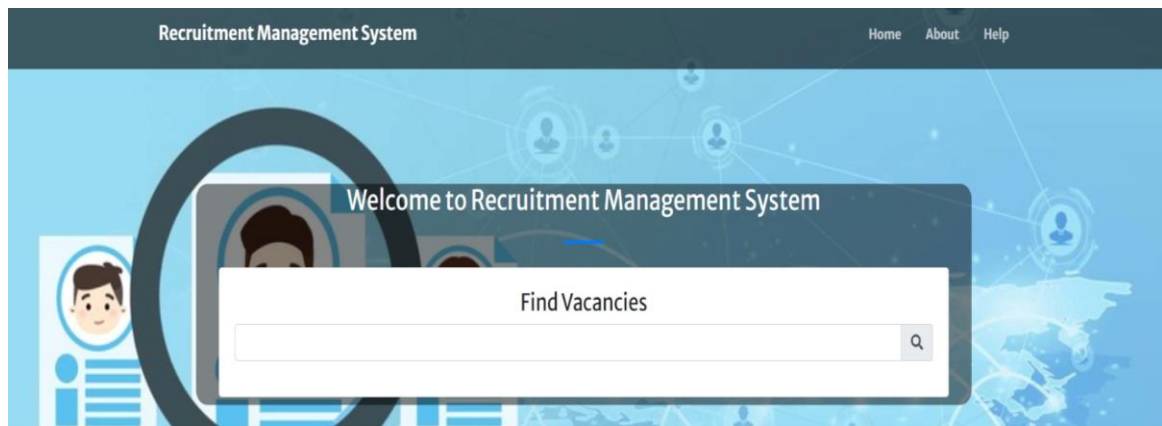 Recruitment Management System
Home About Help
Welcome to Recruitment Management System
Find Vacancies